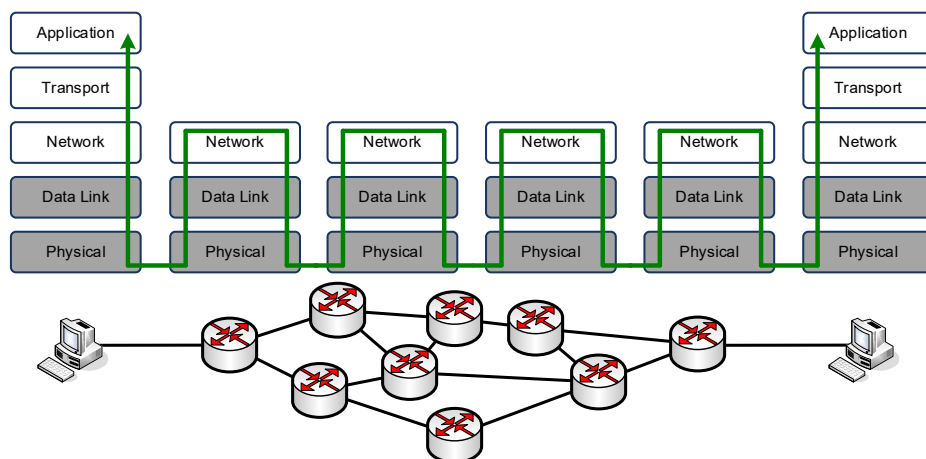 Application
Application
Transport
Transport
Network
Network
Network
Network
Network
Network
Data Link
Data Link
Data Link
Data Link
Data Link
Data Link
Physical
Physical
Physical
Physical
Physical
Physical